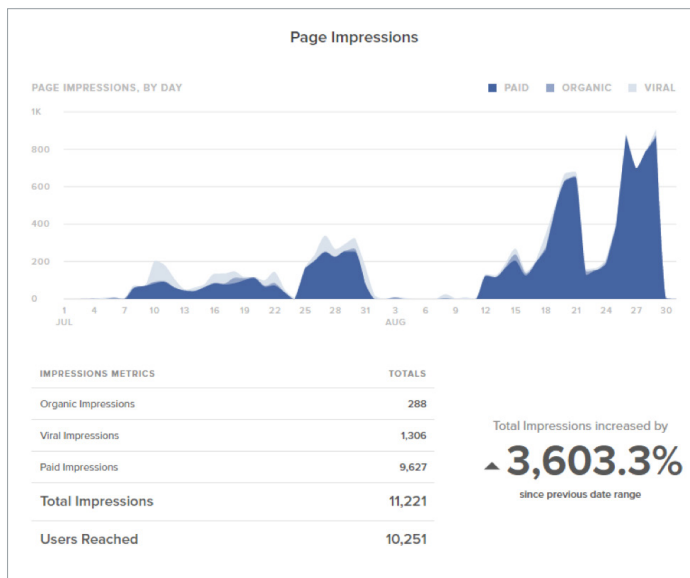 Page Impressions
PAGE IMPRESSIONS, BY DAY
PAID ORGANIC VIRAL
1K
800
600
400
200
0
1 4 7 10 13 16 19 22 25 28 31 3 6 9 12 15 18 21 24 27 30
JUL AUG
IMPRESSIONS METRICS TOTALS
Organic Impressions 288
Viral Impressions 1,306
Paid Impressions 9,627
Total Impressions 11,221
Users Reached 10,251
Total Impressions increased by
3,603.3%
since previous date range